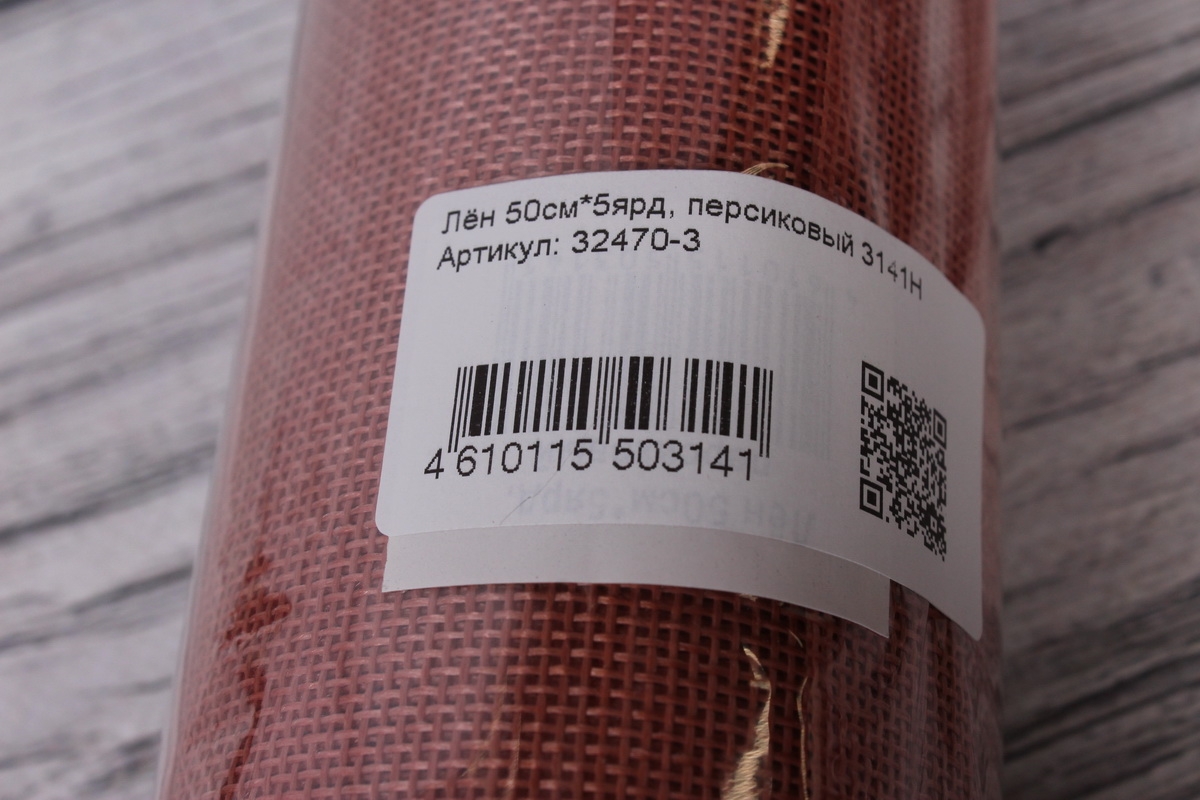 Лён 50см*5ярд, персиковый 3141Н
Артикул: 32470-3
4 610115 503141